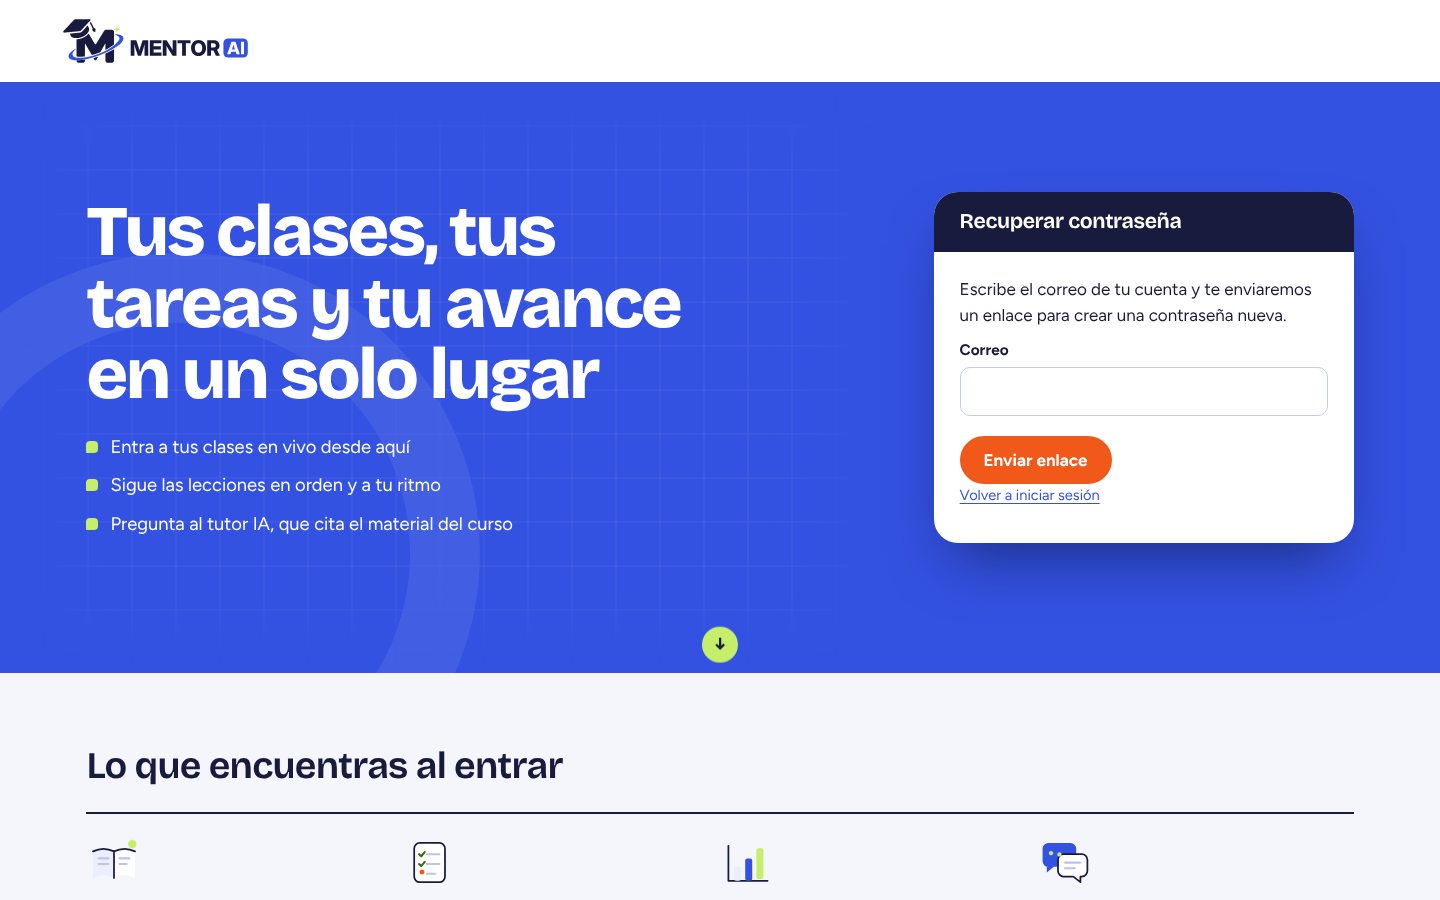 MENTOR AI
Tus clases, tus
tareas y tu avance
en un solo lugar
Entra a tus clases en vivo desde aquí
Sigue las lecciones en orden y a tu ritmo
Pregunta al tutor IA, que cita el material del curso
Recuperar contraseña
Escribe el correo de tu cuenta y te enviaremos
un enlace para crear una contraseña nueva.
Correo
Enviar enlace
Volver a iniciar sesión
Lo que encuentras al entrar